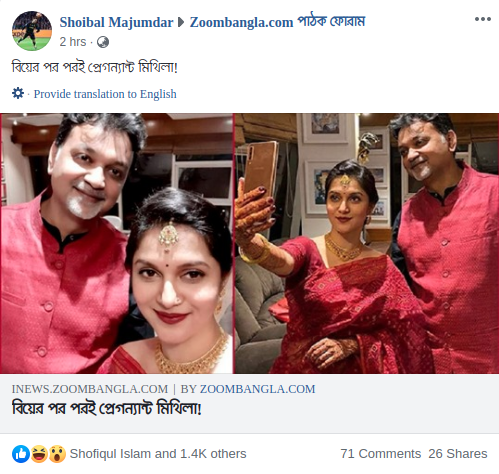 Shoibal Majumdar ▶ Zoombangla.com পাঠক ফোরাম
2 hrs ·
বিয়ের পর পরই প্রেগন্যান্ট মিথিলা!
· Provide translation to English
INEWS.ZOOMBANGLA.COM | BY ZOOMBANGLA.COM
বিয়ের পর পরই প্রেগন্যান্ট মিথিলা!
Shofiqul Islam and 1.4K others 71 Comments 26 Shares